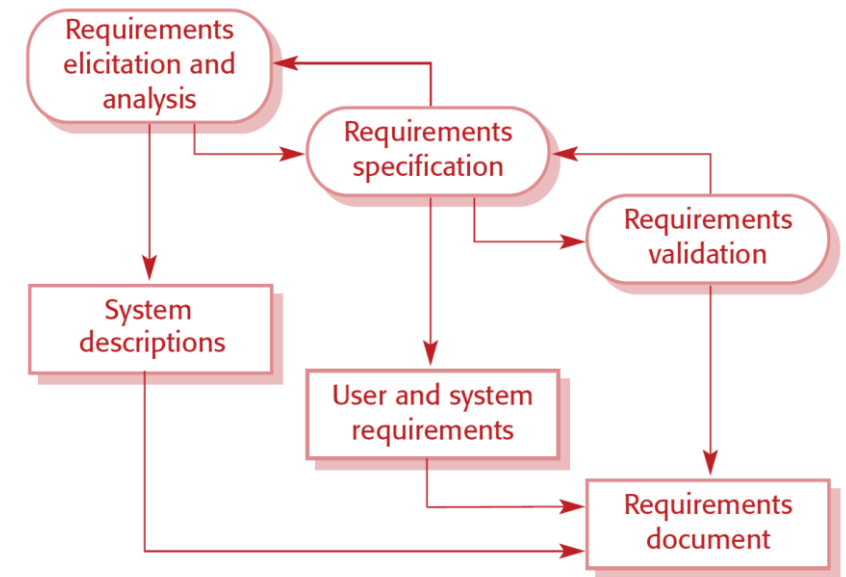 Requirements
elicitation and
analysis
Requirements
specification
Requirements
validation
System
descriptions
User and system
requirements
Requirements
document